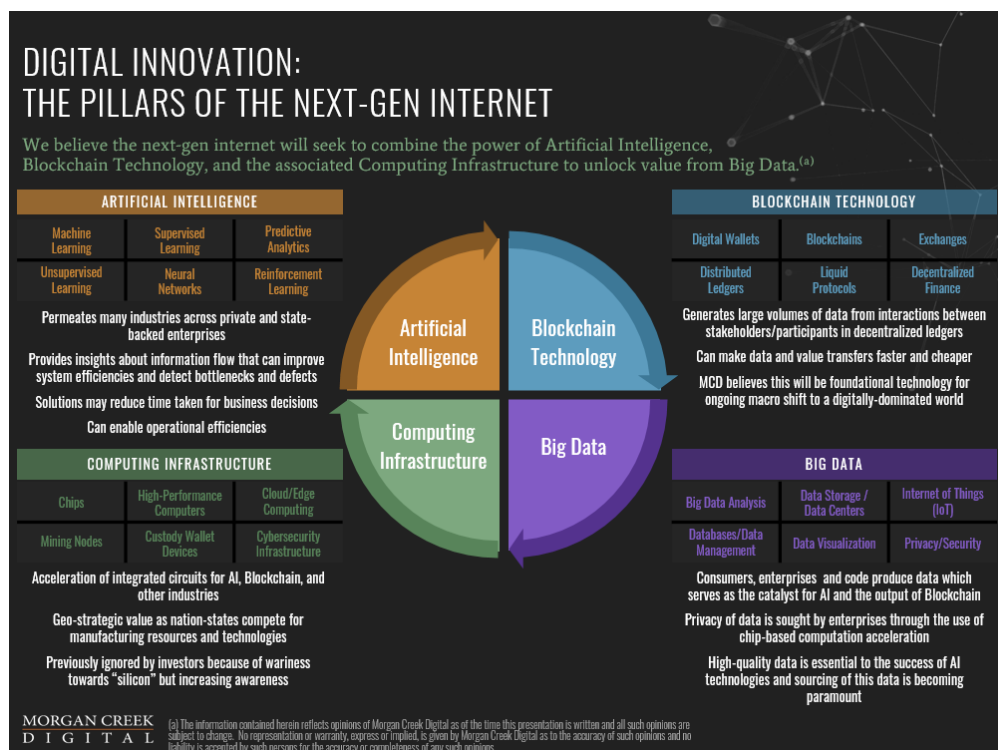 DIGITAL INNOVATION:
THE PILLARS OF THE NEXT-GEN INTERNET
We believe the next-gen internet will seek to combine the power of Artificial Intelligence,
Blockchain Technology, and the associated Computing Infrastructure to unlock value from Big Data.(a)
ARTIFICIAL INTELLIGENCE
Machine
Learning
Supervised
Learning
Predictive
Analytics
Unsupervised
Learning
Neural
Networks
Reinforcement
Learning
Permeates many industries across private and state-
backed enterprises
Provides insights about information flow that can improve
system efficiencies and detect bottlenecks and defects
Solutions may reduce time taken for business decisions
Can enable operational efficiencies
Artificial
Intelligence
Blockchain
Technology
Computing
Infrastructure
Big Data
BLOCKCHAIN TECHNOLOGY
Digital Wallets
Blockchains
Exchanges
Distributed
Ledgers
Liquid
Protocols
Decentralized
Finance
Generates large volumes of data from interactions between
stakeholders/participants in decentralized ledgers
Can make data and value transfers faster and cheaper
MCD believes this will be foundational technology for
ongoing macro shift to a digitally-dominated world
COMPUTING INFRASTRUCTURE
Chips
High-Performance
Computers
Cloud/Edge
Computing
Mining Nodes
Custody Wallet
Devices
Cybersecurity
Infrastructure
Acceleration of integrated circuits for AI, Blockchain, and
other industries
Geo-strategic value as nation-states compete for
manufacturing resources and technologies
Previously ignored by investors because of wariness
towards “silicon” but increasing awareness
BIG DATA
Big Data Analysis
Data Storage /
Data Centers
Internet of Things
(IoT)
Databases/Data
Management
Data Visualization
Privacy/Security
Consumers, enterprises and code produce data which
serves as the catalyst for AI and the output of Blockchain
Privacy of data is sought by enterprises through the use of
chip-based computation acceleration
High-quality data is essential to the success of AI
technologies and sourcing of this data is becoming
paramount
MORGAN CREEK
DIGITAL
(a) The information contained herein reflects opinions of Morgan Creek Digital as of the time this presentation is written and all such opinions are
subject to change. No representation or warranty, express or implied, is given by Morgan Creek Digital as to the accuracy of such opinions and no
liability is accepted by such persons for the accuracy or completeness of any such opinions.